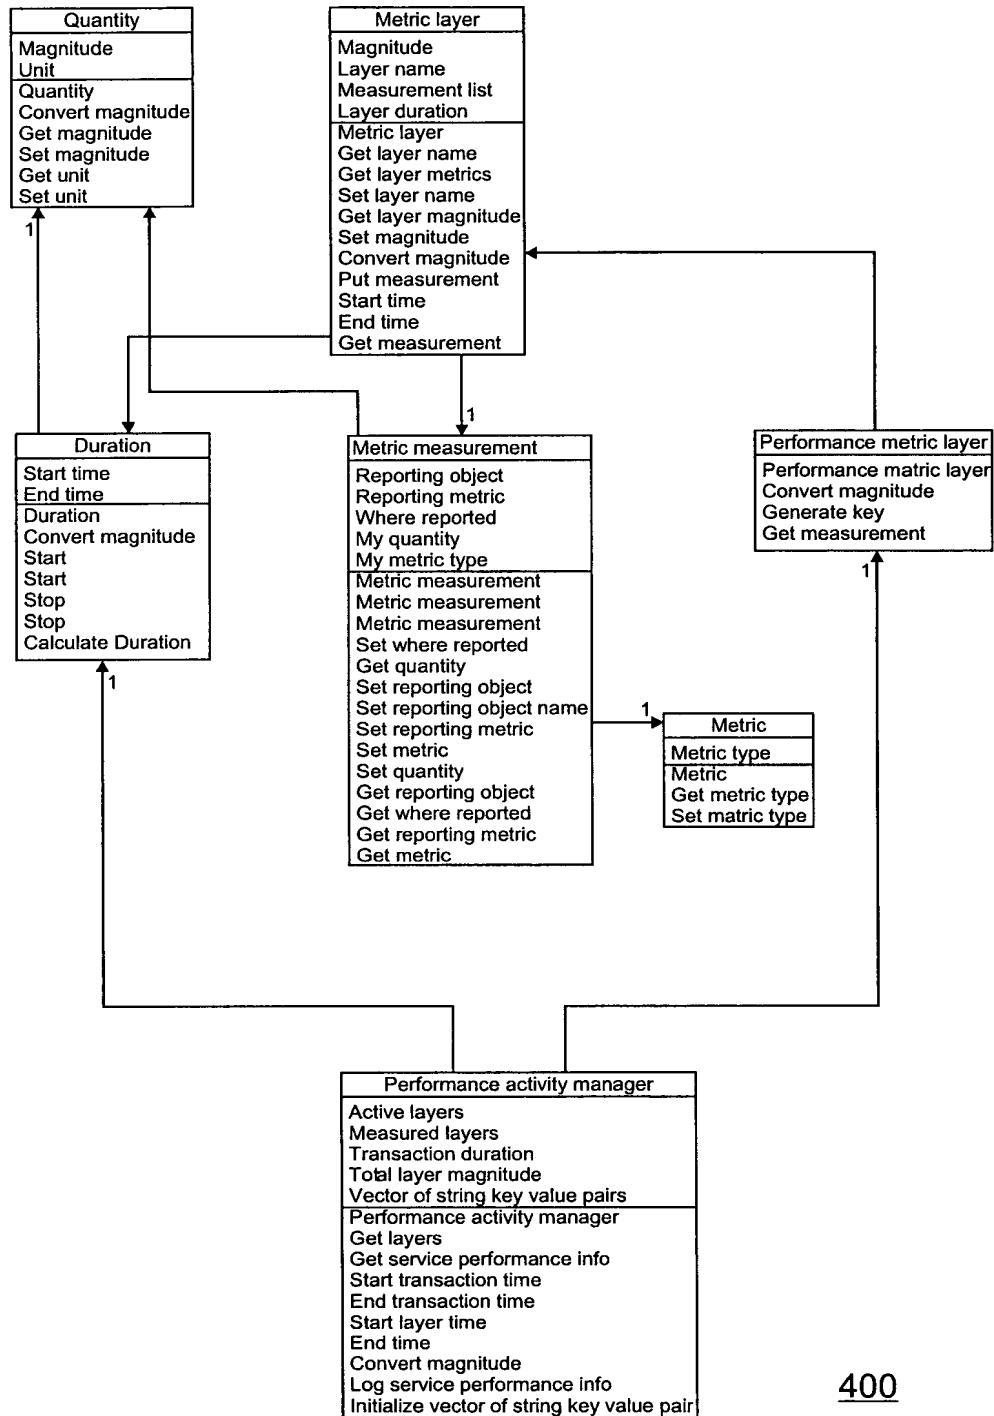 Quantity
Magnitude
Unit
Quantity
Convert magnitude
Get magnitude
Set magnitude
Get unit
Set unit
1
Metric layer
Magnitude
Layer name
Measurement list
Layer duration
Metric layer
Get layer name
Get layer metrics
Set layer name
Get layer magnitude
Set magnitude
Convert magnitude
Put measurement
Start time
End time
Get measurement
1
Duration
Start time
End time
Duration
Convert magnitude
Start
Start
Stop
Stop
Calculate Duration
1
Metric measurement
Reporting object
Reporting metric
Where reported
My quantity
My metric type
Metric measurement
Metric measurement
Metric measurement
Set where reported
Get quantity
Set reporting object
Set reporting object name
Set reporting metric
Set metric
Set quantity
Get reporting object
Get where reported
Get reporting metric
Get metric
Performance metric layer
Performance matric layer
Convert magnitude
Generate key
Get measurement
1
1
Metric
Metric type
Metric
Get metric type
Set matric type
Performance activity manager
Active layers
Measured layers
Transaction duration
Total layer magnitude
Vector of string key value pairs
Performance activity manager
Get layers
Get service performance info
Start transaction time
End transaction time
Start layer time
End time
Convert magnitude
Log service performance info
Initialize vector of string key value pair
400